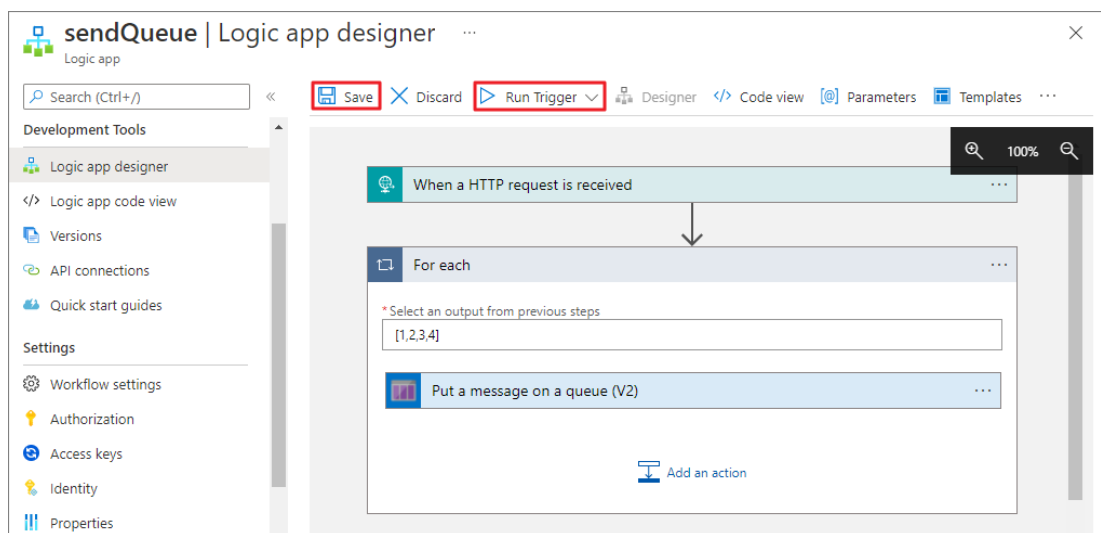 sendQueue | Logic app designer ...
Logic app
Search (Ctrl+/)
«
Save
Discard
Run Trigger
Designer
</> Code view
[@] Parameters
Templates
...
Development Tools
Logic app designer
</> Logic app code view
Versions
API connections
Quick start guides
Settings
Workflow settings
Authorization
Access keys
Identity
Properties
100%
When a HTTP request is received ...
For each ...
* Select an output from previous steps
[1,2,3,4]
Put a message on a queue (V2) ...
Add an action